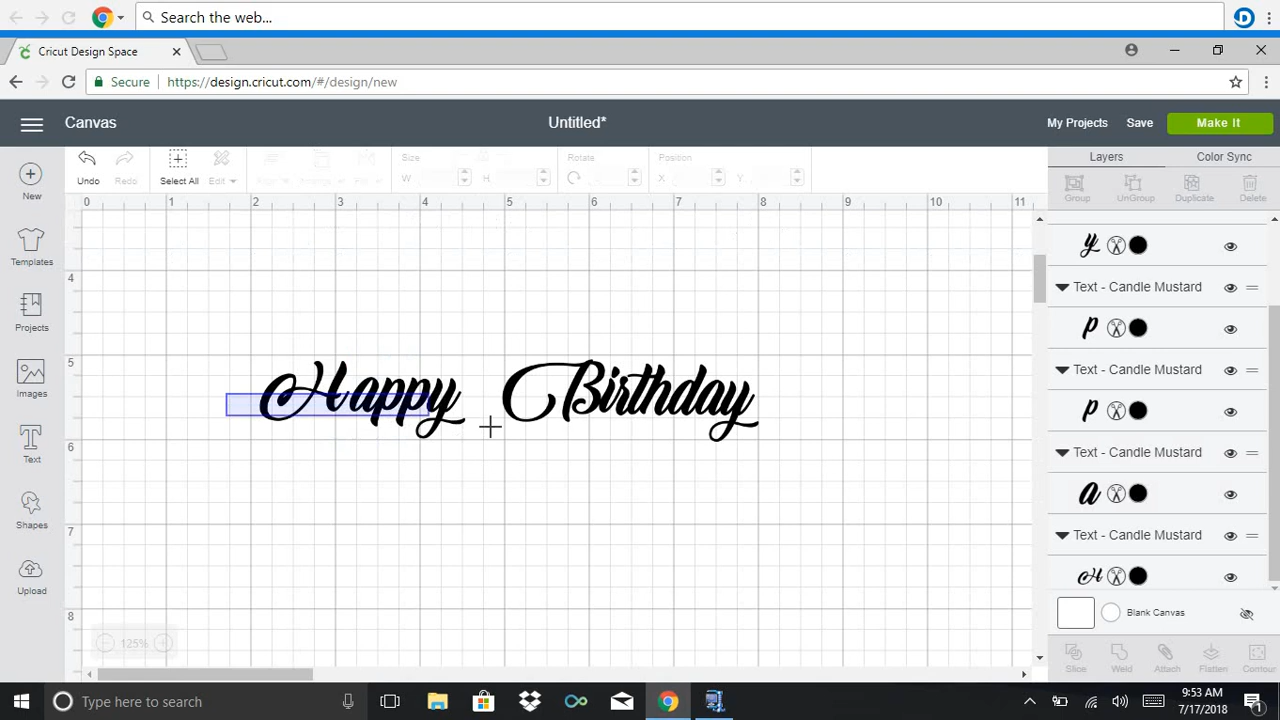 Search the web...
Cricut Design Space
Secure https://design.cricut.com/#/design/new
Canvas
Untitled*
My Projects
Save
Make It
Undo
Redo
Select All
Edit
Size
W
H
Rotate
Position
X
Y
Layers
Color Sync
Group
UnGroup
Duplicate
Delete
New
Templates
Projects
Images
Text
Shapes
Upload
0 1 2 3 4 5 6 7 8 9 10 11
4
5
6
7
8
Happy Birthday
125%
y
Text - Candle Mustard
p
Text - Candle Mustard
p
Text - Candle Mustard
a
Text - Candle Mustard
H
Blank Canvas
Slice
Weld
Attach
Flatten
Contour
Type here to search
8:53 AM
7/17/2018
1